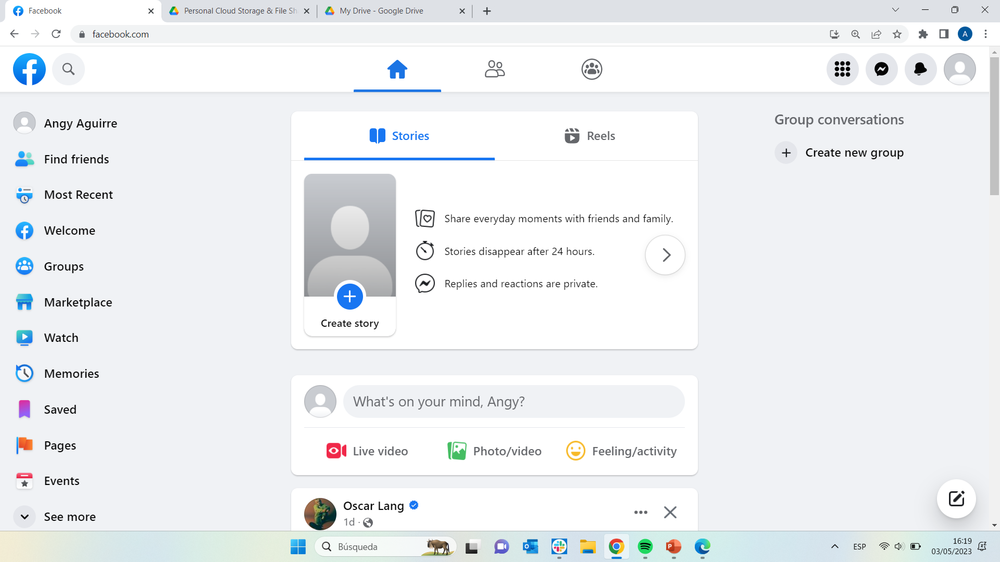 Facebook
Personal Cloud Storage & File Sh
My Drive - Google Drive
facebook.com
A
Angy Aguirre
Find friends
Most Recent
Welcome
Groups
Marketplace
Watch
Memories
Saved
Pages
Events
See more
Stories
Reels
Create story
Share everyday moments with friends and family.
Stories disappear after 24 hours.
Replies and reactions are private.
What's on your mind, Angy?
Live video
Photo/video
Feeling/activity
Oscar Lang
1d ·
Group conversations
Create new group
Búsqueda
ESP
16:19
03/05/2023